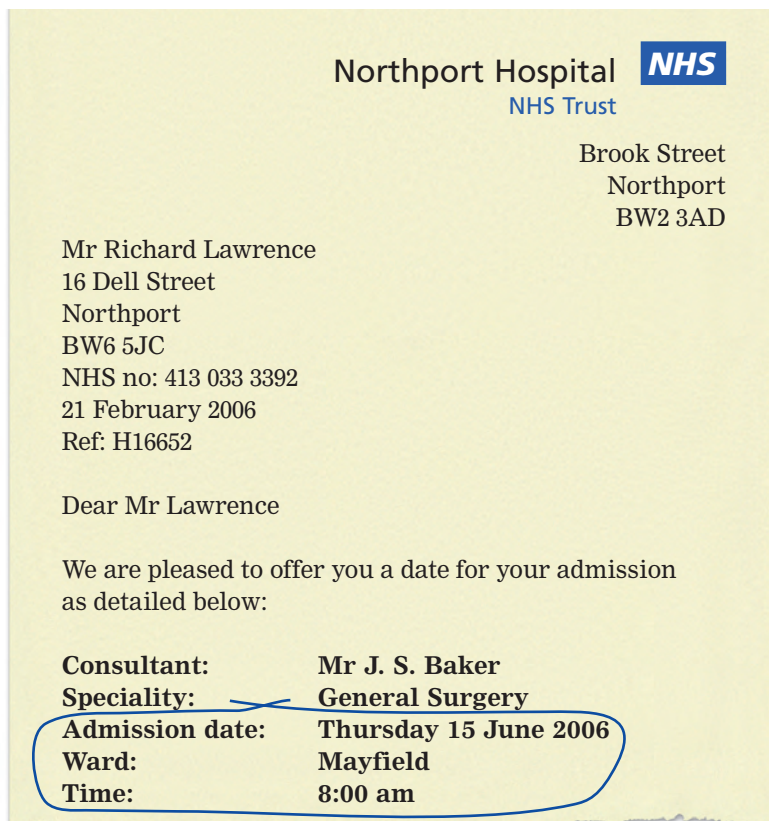 Northport Hospital NHS
NHS Trust
Brook Street
Northport
BW2 3AD
Mr Richard Lawrence
16 Dell Street
Northport
BW6 5JC
NHS no: 413 033 3392
21 February 2006
Ref: H16652
Dear Mr Lawrence
We are pleased to offer you a date for your admission
as detailed below:
Consultant: Mr J. S. Baker
Speciality: General Surgery
Admission date: Thursday 15 June 2006
Ward: Mayfield
Time: 8:00 am